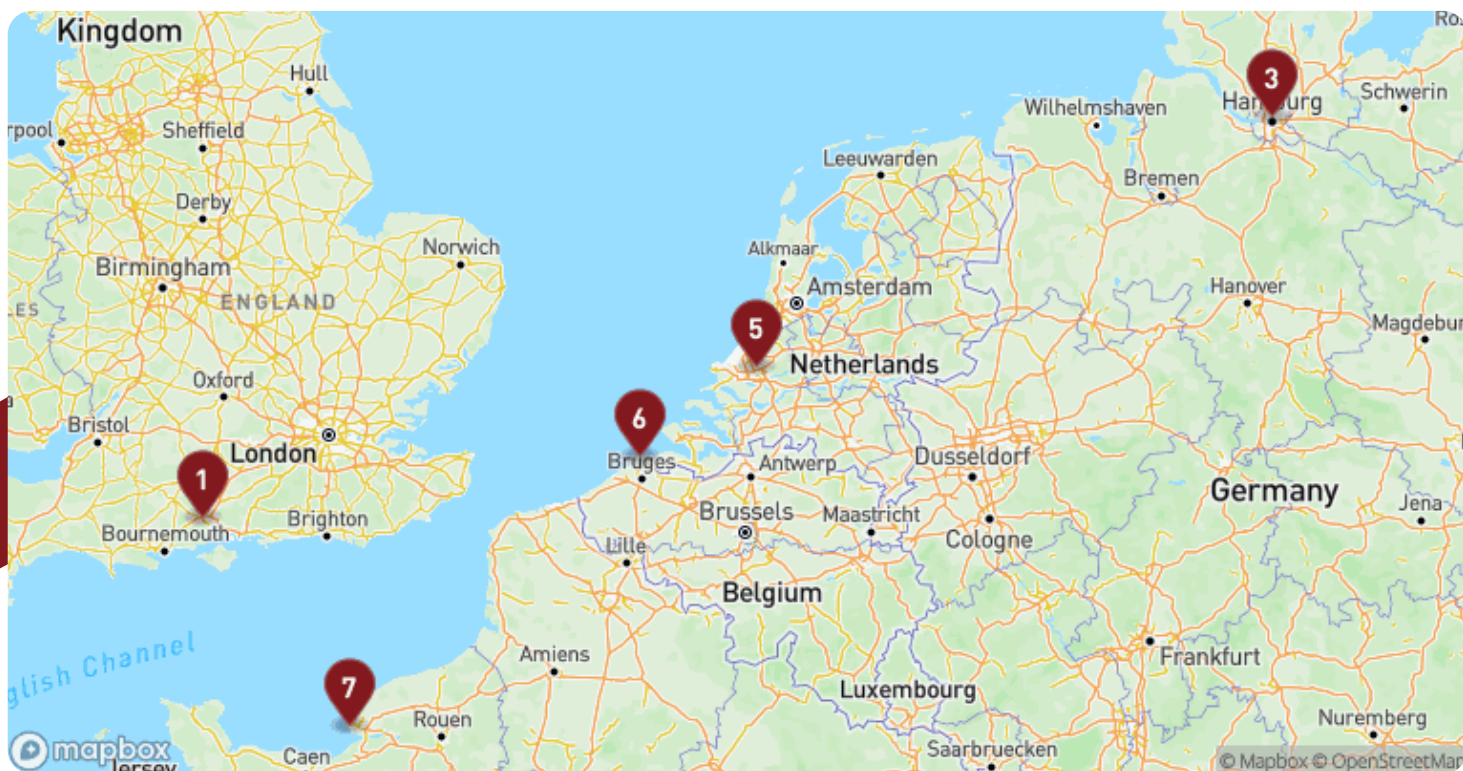 Kingdom
Hull
rpool
Sheffield
Derby
Norwich
Birmingham
LES
ENGLAND
Oxford
Bristol
London
1
Bournemouth
Brighton
glish Channel
7
Rouen
Caen
Jersey
mapbox
Amiens
Lille
6
Bruges
Antwerp
Brussels
Maastricht
Belgium
Luxembourg
5
Alkmaar
Amsterdam
Netherlands
Leeuwarden
Wilhelmshaven
3
Hamburg
Schwerin
Ros
Bremen
Hanover
Magdebur
Dusseldorf
Cologne
Germany
Jena
Frankfurt
Nuremberg
Saarbruecken
© Mapbox © OpenStreetMap